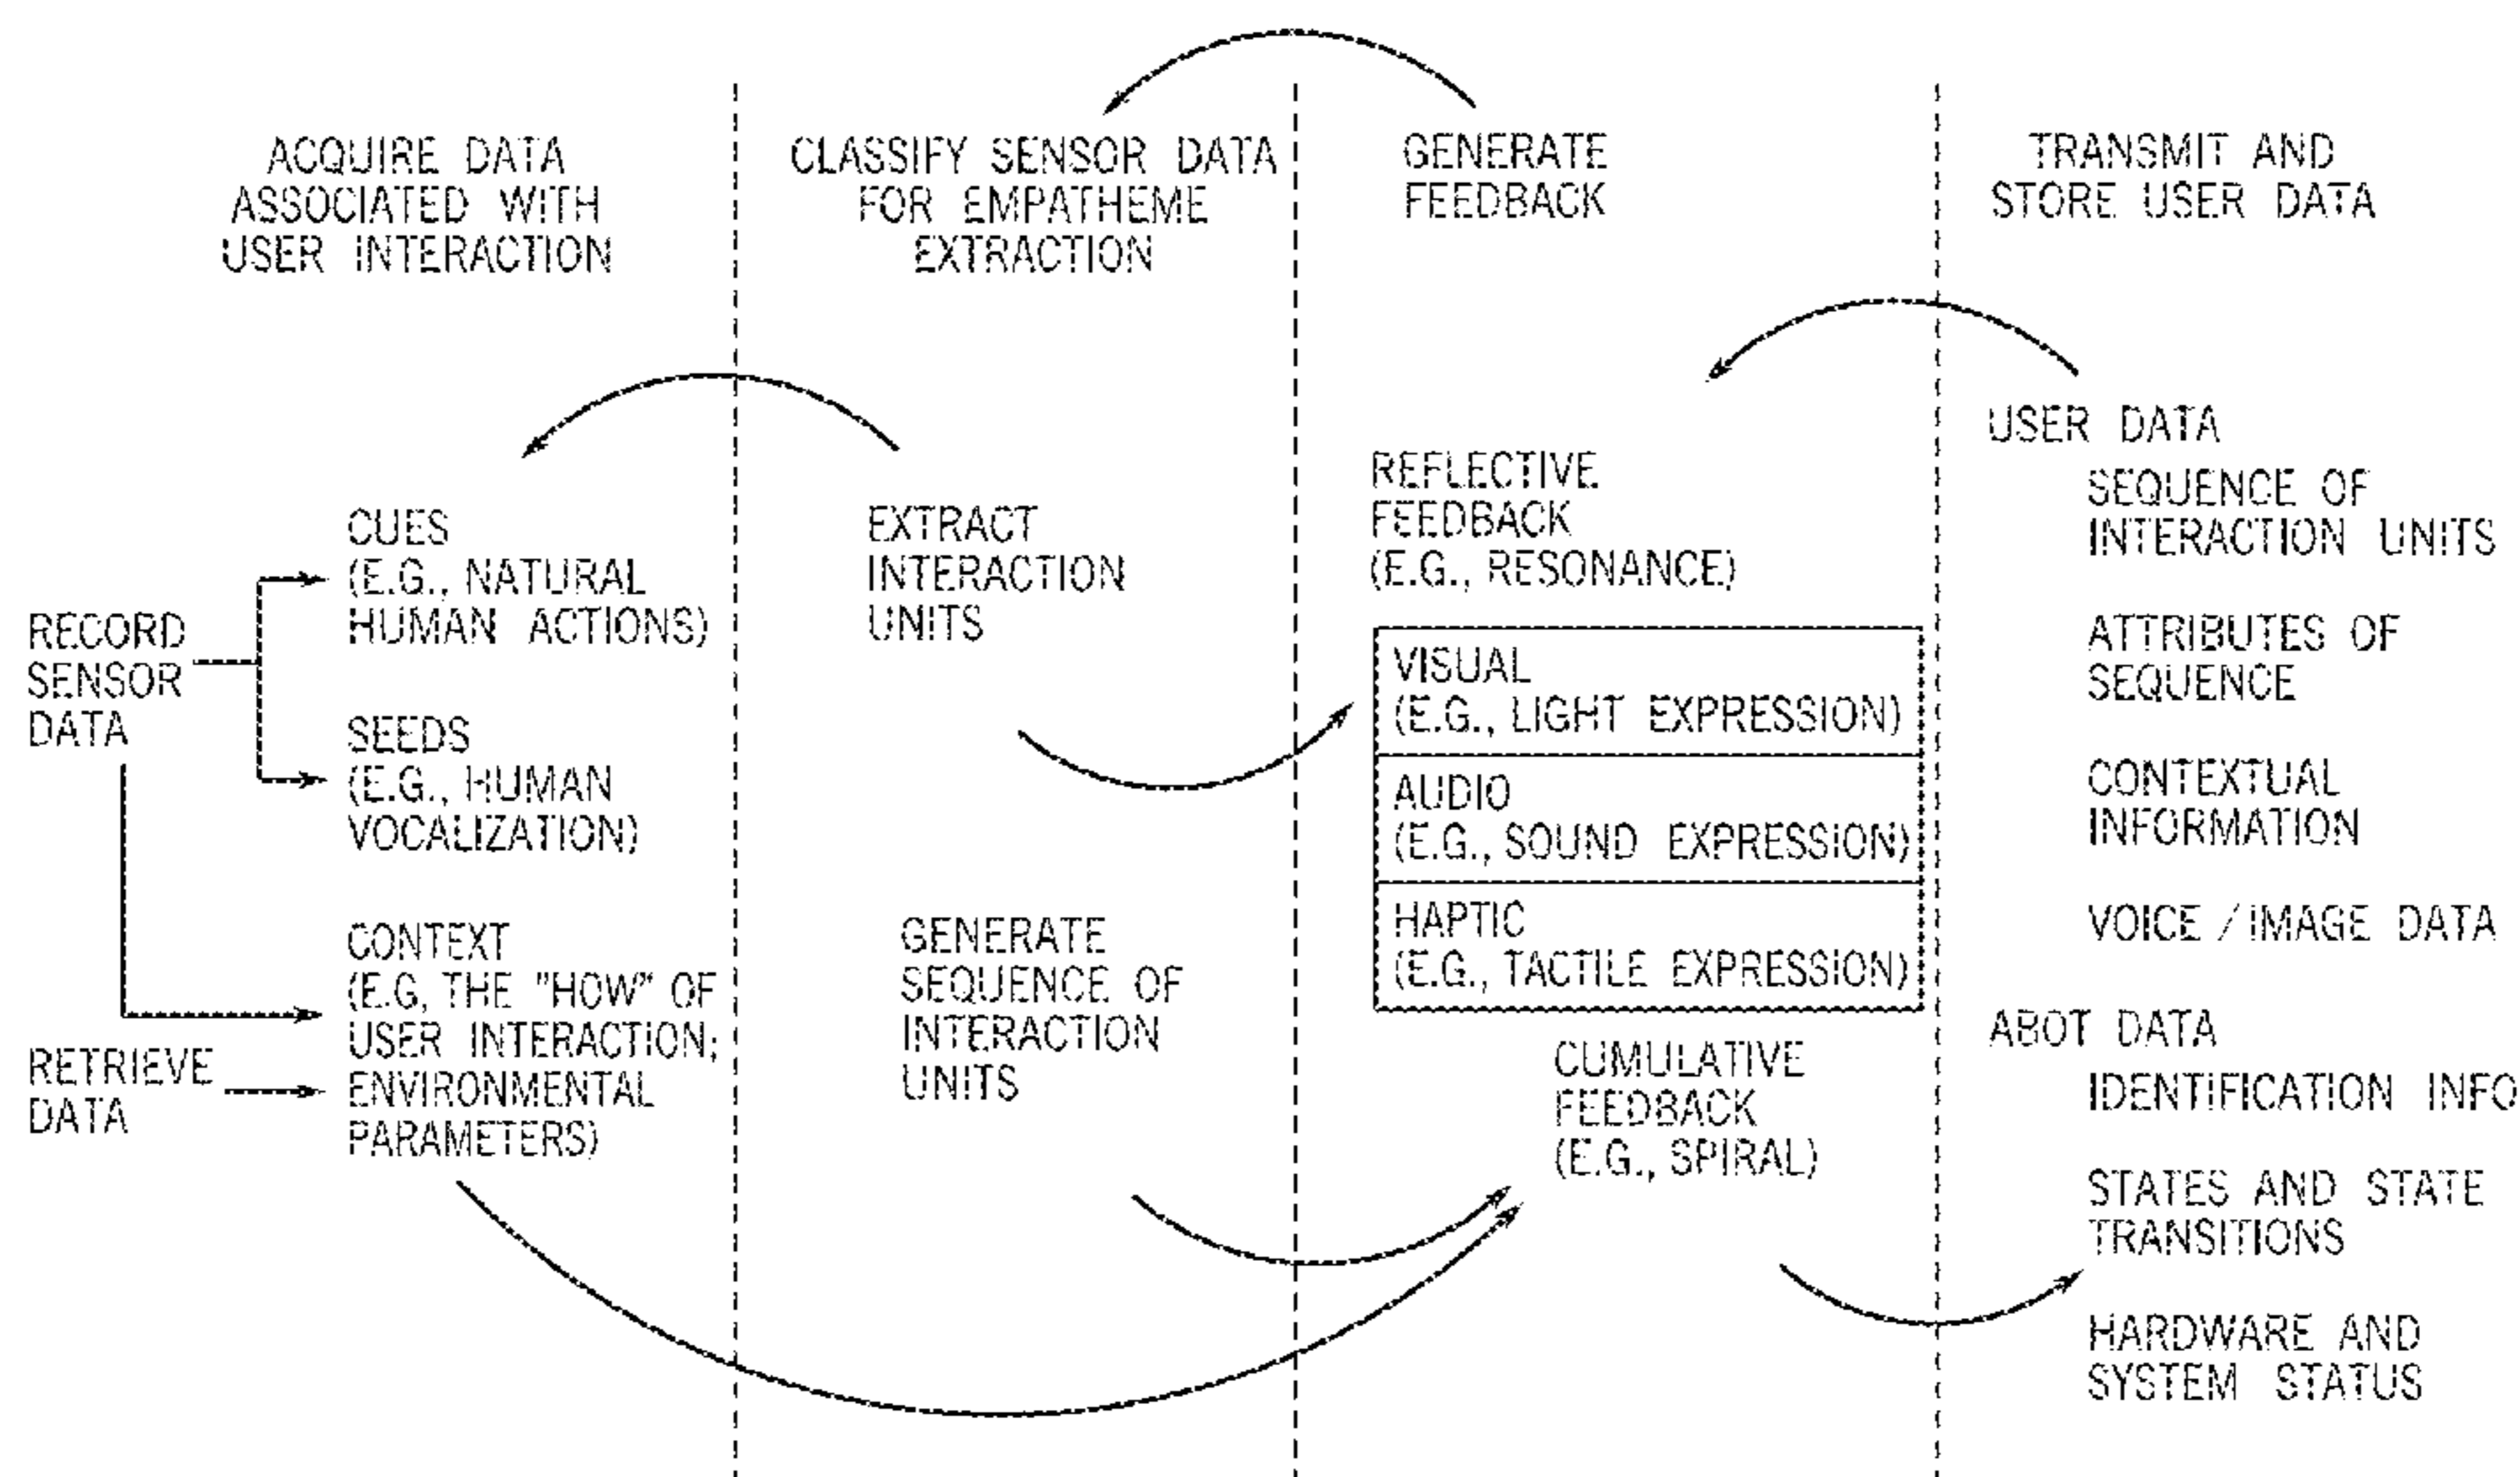 ACQUIRE DATA
ASSOCIATED WITH
USER INTERACTION
CLASSIFY SENSOR DATA
FOR EMPATHEME
EXTRACTION
GENERATE
FEEDBACK
TRANSMIT AND
STORE USER DATA
RECORD
SENSOR
DATA
RETRIEVE
DATA
CUES
(E.G., NATURAL
HUMAN ACTIONS)
SEEDS
(E.G., HUMAN
VOCALIZATION)
CONTEXT
(E.G, THE "HOW" OF
USER INTERACTION;
ENVIRONMENTAL
PARAMETERS)
EXTRACT
INTERACTION
UNITS
GENERATE
SEQUENCE OF
INTERACTION
UNITS
REFLECTIVE
FEEDBACK
(E.G., RESONANCE)
VISUAL
(E.G., LIGHT EXPRESSION)
AUDIO
(E.G., SOUND EXPRESSION)
HAPTIC
(E.G., TACTILE EXPRESSION)
CUMULATIVE
FEEDBACK
(E.G., SPIRAL)
USER DATA
SEQUENCE OF
INTERACTION UNITS
ATTRIBUTES OF
SEQUENCE
CONTEXTUAL
INFORMATION
VOICE / IMAGE DATA
ABOT DATA
IDENTIFICATION INFO
STATES AND STATE
TRANSITIONS
HARDWARE AND
SYSTEM STATUS